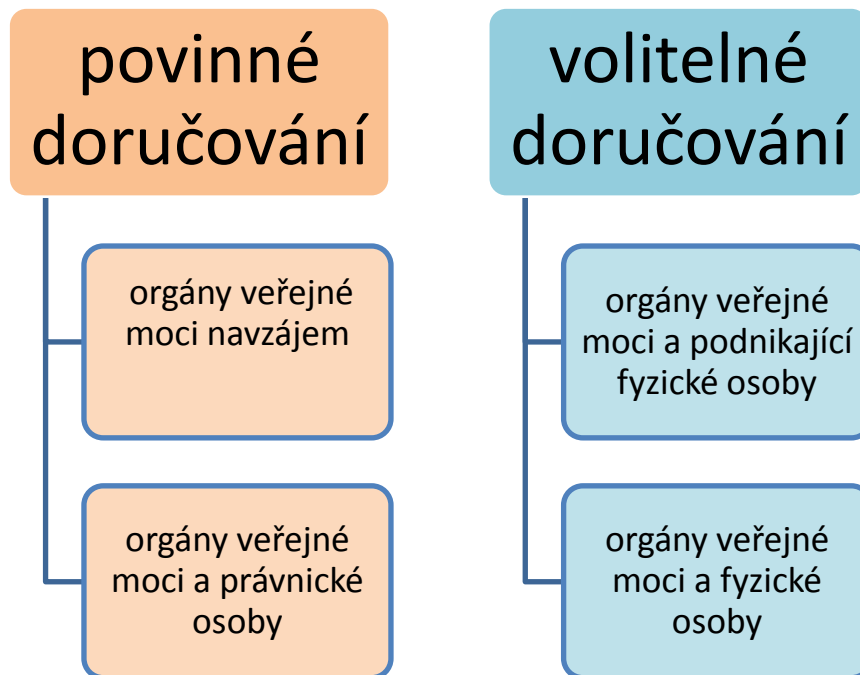 povinné
doručování
orgány veřejné
moci navzájem
orgány veřejné
moci a právnické
osoby
volitelné
doručování
orgány veřejné
moci a podnikající
fyzické osoby
orgány veřejné
moci a fyzické
osoby